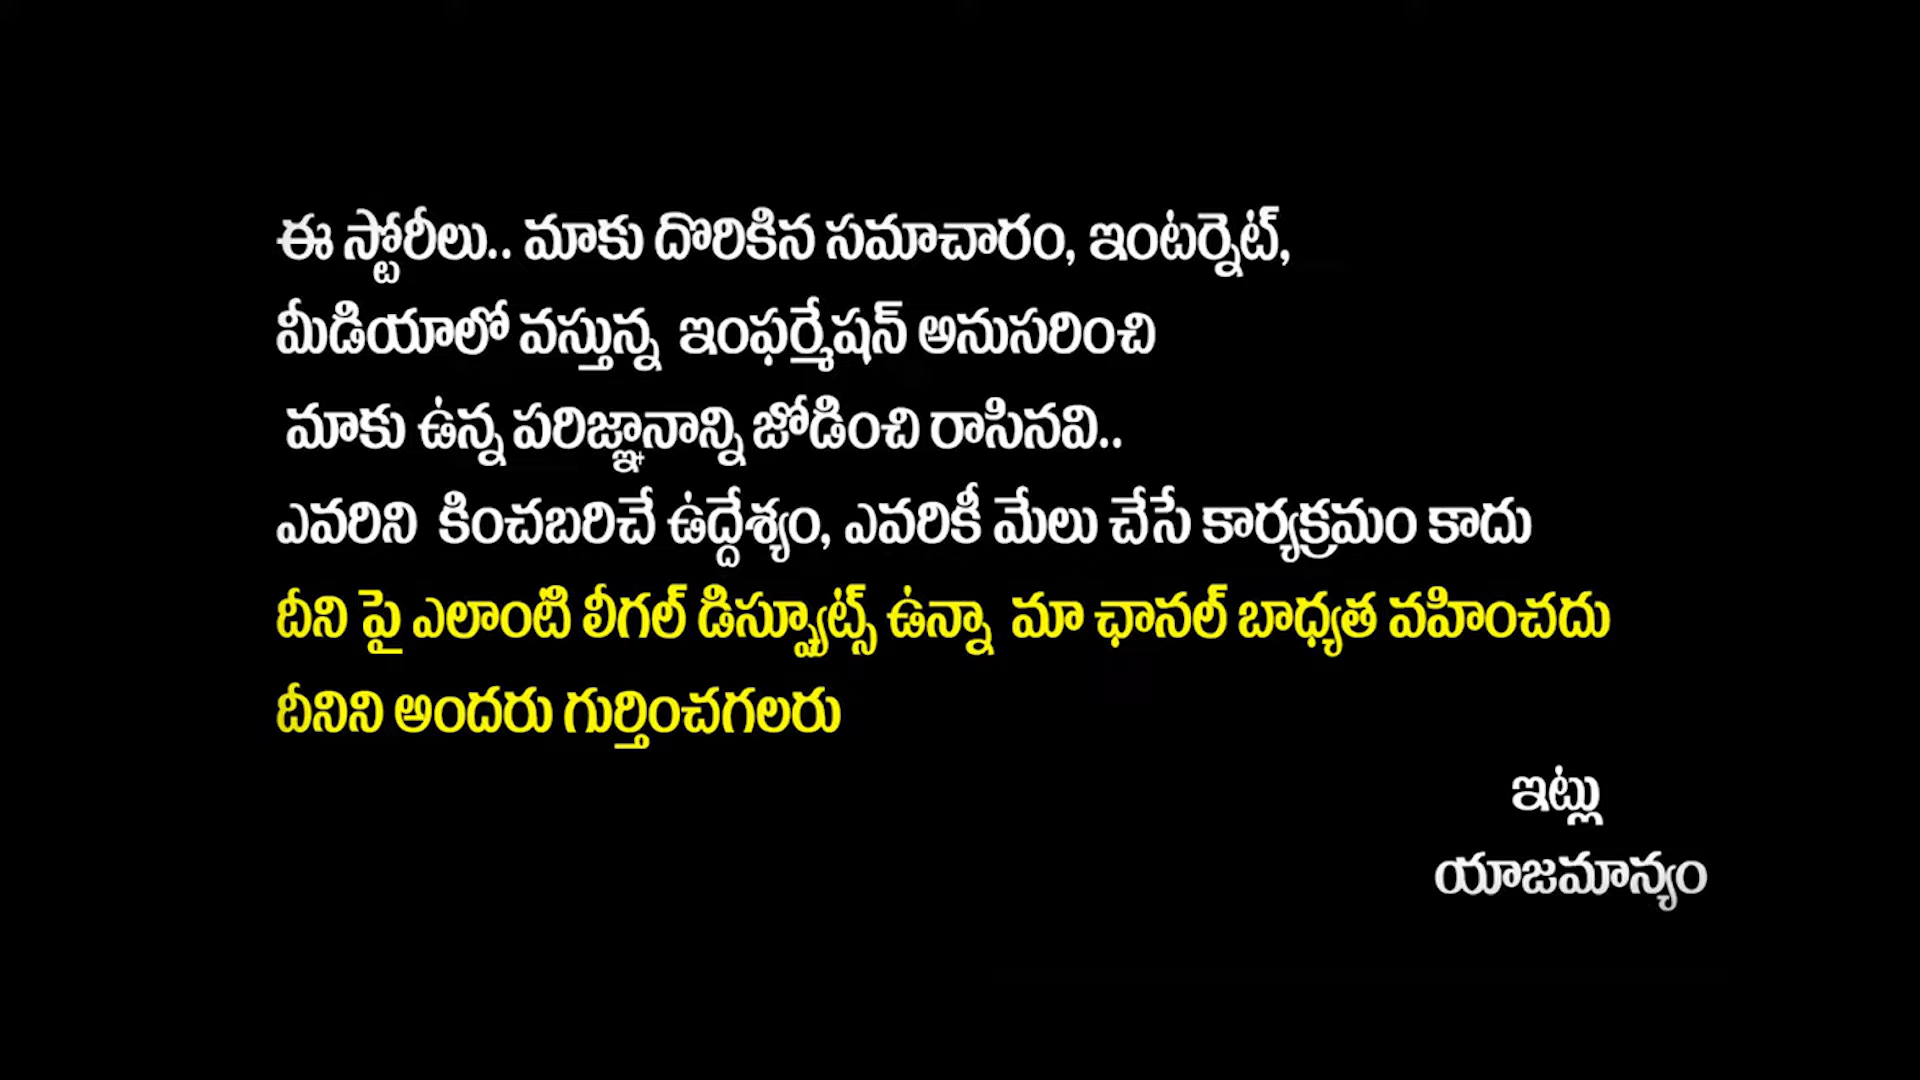 ఈ స్టోరీలు.. మాకు దొరికిన సమాచారం, ఇంటర్నెట్,
మీడియాలో వస్తున్న ఇంఫర్మేషన్ అనుసరించి
మాకు ఉన్న పరిజ్ఞానాన్ని జోడించి రాసినవి..
ఎవరిని కించబరిచే ఉద్దేశ్యం, ఎవరికీ మేలు చేసే కార్యక్రమం కాదు
దీని పై ఎలాంటి లీగల్ డిస్ప్యూట్స్ ఉన్నా మా ఛానల్ బాధ్యత వహించదు
దీనిని అందరు గుర్తించగలరు
ఇట్లు
యాజమాన్యం